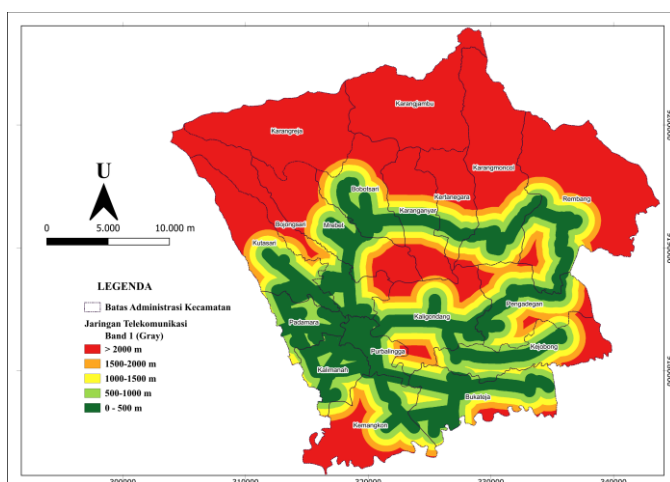 Karangjambu
Karangreja
Karangmoncol
Bobotsari
Kertanegara
Rembang
Karanganyar
Mrebet
Bojongsari
Kutasari
Pengadegan
Kaligondang
Padamara
Purbalingga
Kejobong
Kalimanah
Bukateja
Kemangkon
U
0 5.000 10.000 m
LEGENDA
Batas Administrasi Kecamatan
Jaringan Telekomunikasi
Band 1 (Gray)
> 2000 m
1500-2000 m
1000-1500 m
500-1000 m
0 - 500 m
310000 320000 330000 340000